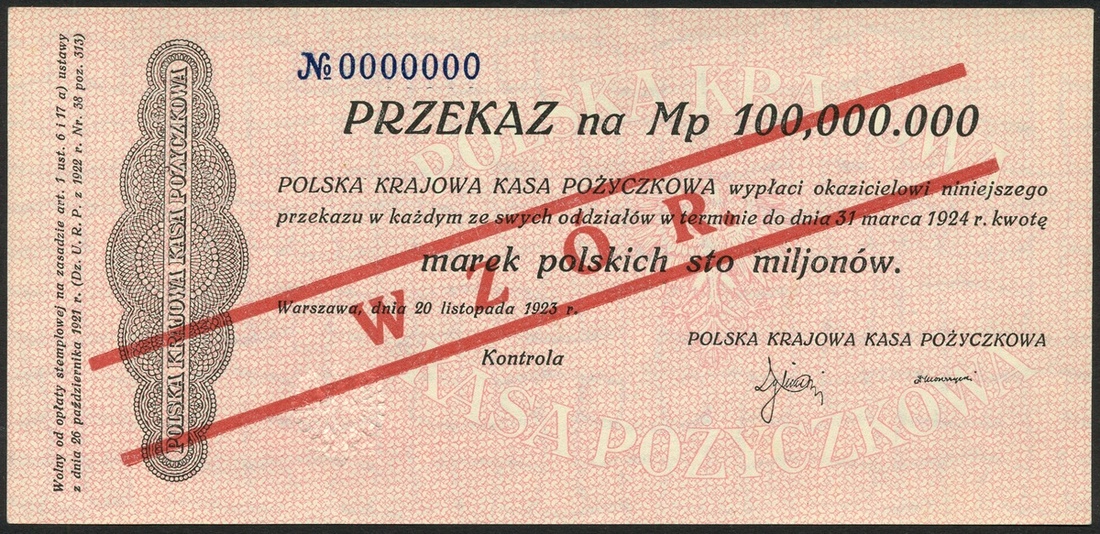 Wolny od opłaty stemplowej na zasadzie art. 1 ust. 6 i 17 a) ustawy
z dnia 26 października 1921 r. (Dz. U. R. P. z 1922 r. Nr. 38 poz. 313)
POLSKA KRAJOWA KASA POŻYCZKOWA
№ 0000000
PRZEKAZ na Mp 100,000.000
POLSKA KRAJOWA KASA POŻYCZKOWA wypłaci okazicielowi niniejszego
przekazu w każdym ze swych oddziałów w terminie do dnia 31 marca 1924 r. kwotę
marek polskich sto miljonów.
WZÓR.
Warszawa, dnia 20 listopada 1923 r.
POLSKA KRAJOWA KASA POŻYCZKOWA
Kontrola
POLSKA KRA
KASA POŻYCZKOWA